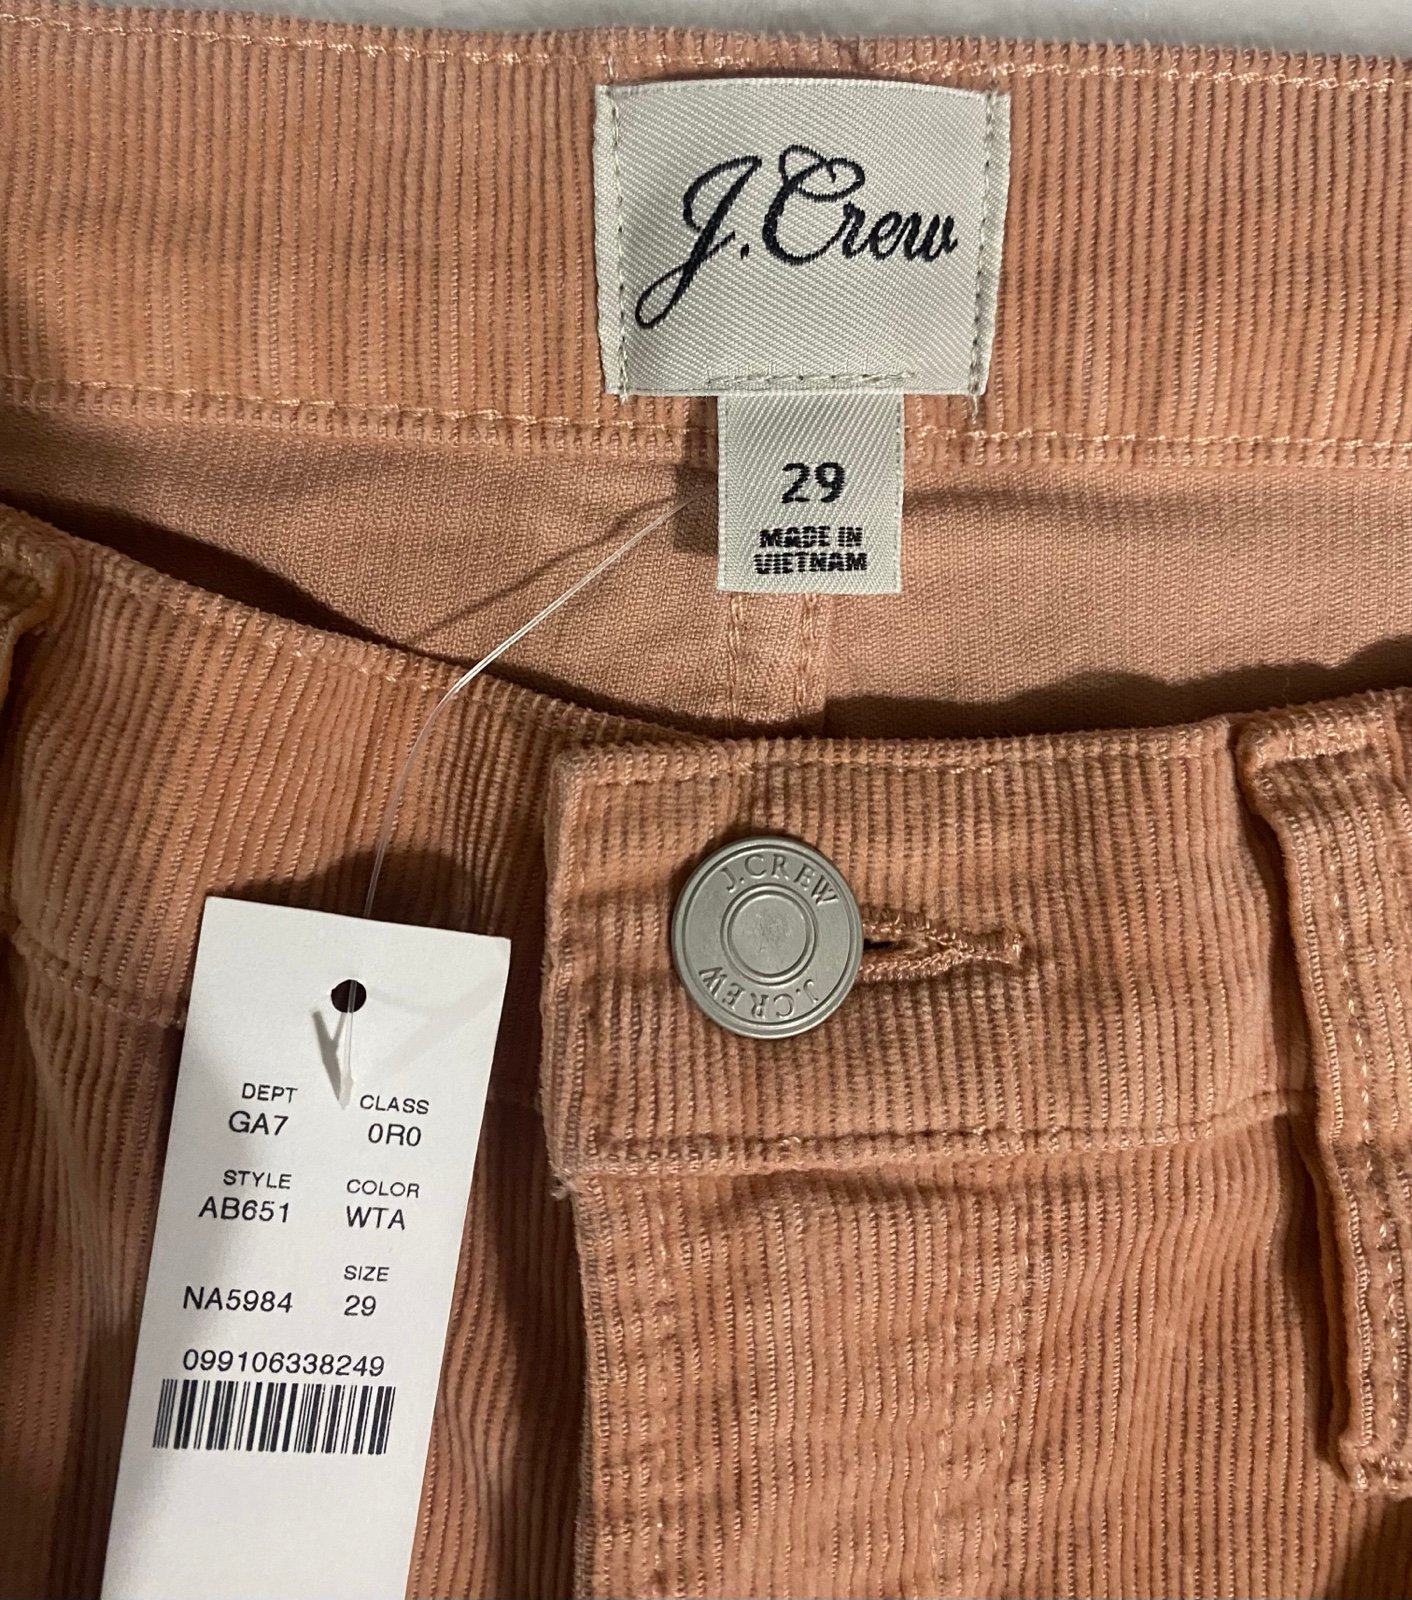 J.Crew
29
MADE IN
VIETNAM
J.CREW
J.CREW
DEPT CLASS
GA7 0R0
STYLE COLOR
AB651 WTA
SIZE
NA5984 29
099106338249